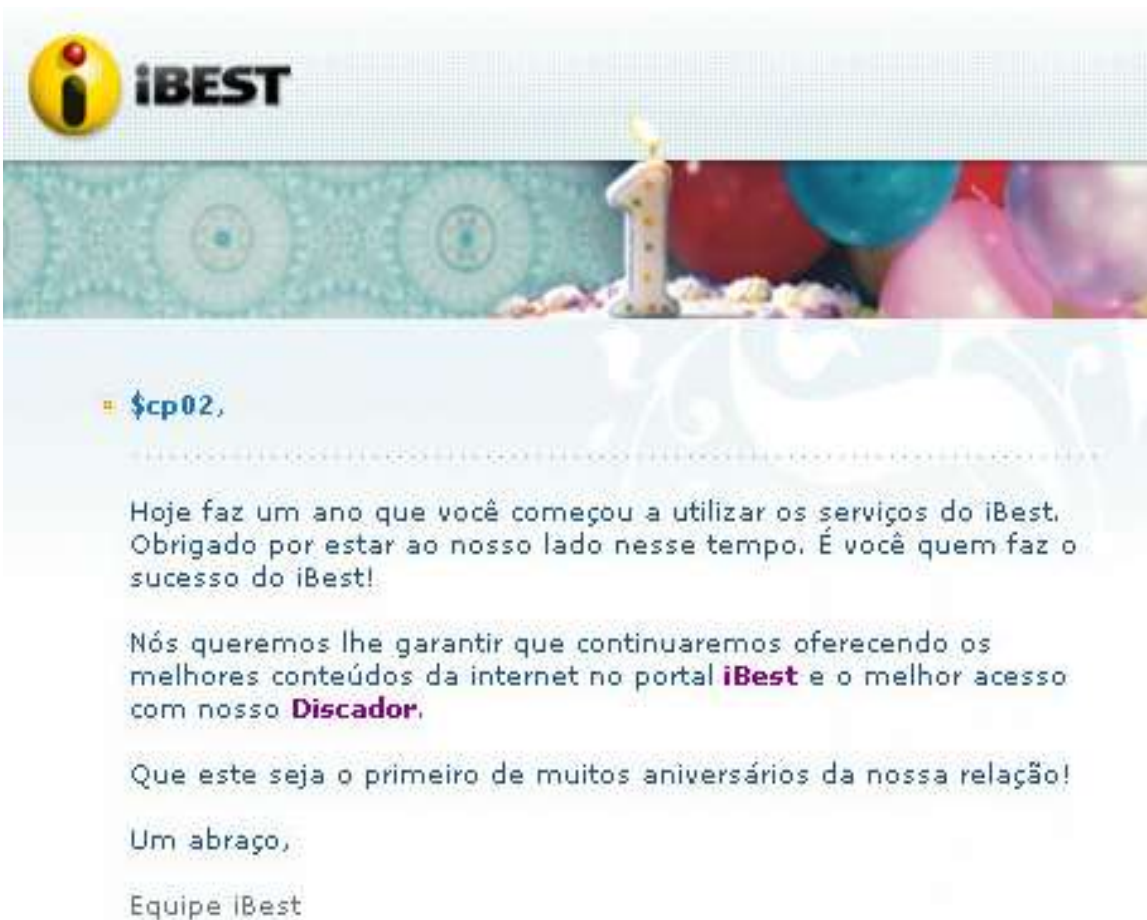 iBEST
1
$cp02,
Hoje faz um ano que você começou a utilizar os serviços do iBest.
Obrigado por estar ao nosso lado nesse tempo. É você quem faz o
sucesso do iBest!
Nós queremos lhe garantir que continuaremos oferecendo os
melhores conteúdos da internet no portal iBest e o melhor acesso
com nosso Discador.
Que este seja o primeiro de muitos aniversários da nossa relação!
Um abraço,
Equipe iBest